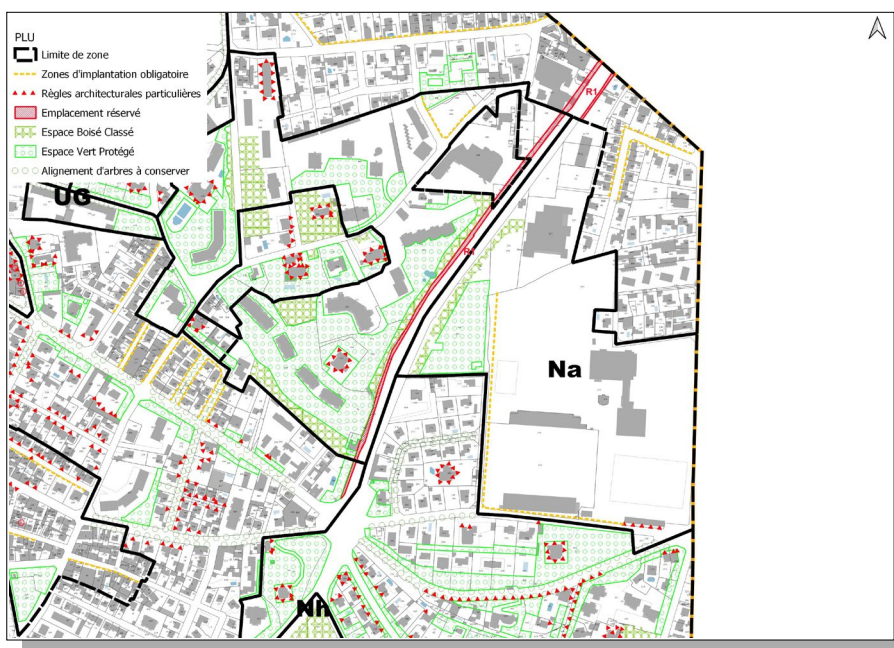 PLU
Limite de zone
Zones d'implantation obligatoire
Règles architecturales particulières
Emplacement réservé
Espace Boisé Classé
Espace Vert Protégé
Alignement d'arbres à conserver
R1
UG
R1
Na
Nh